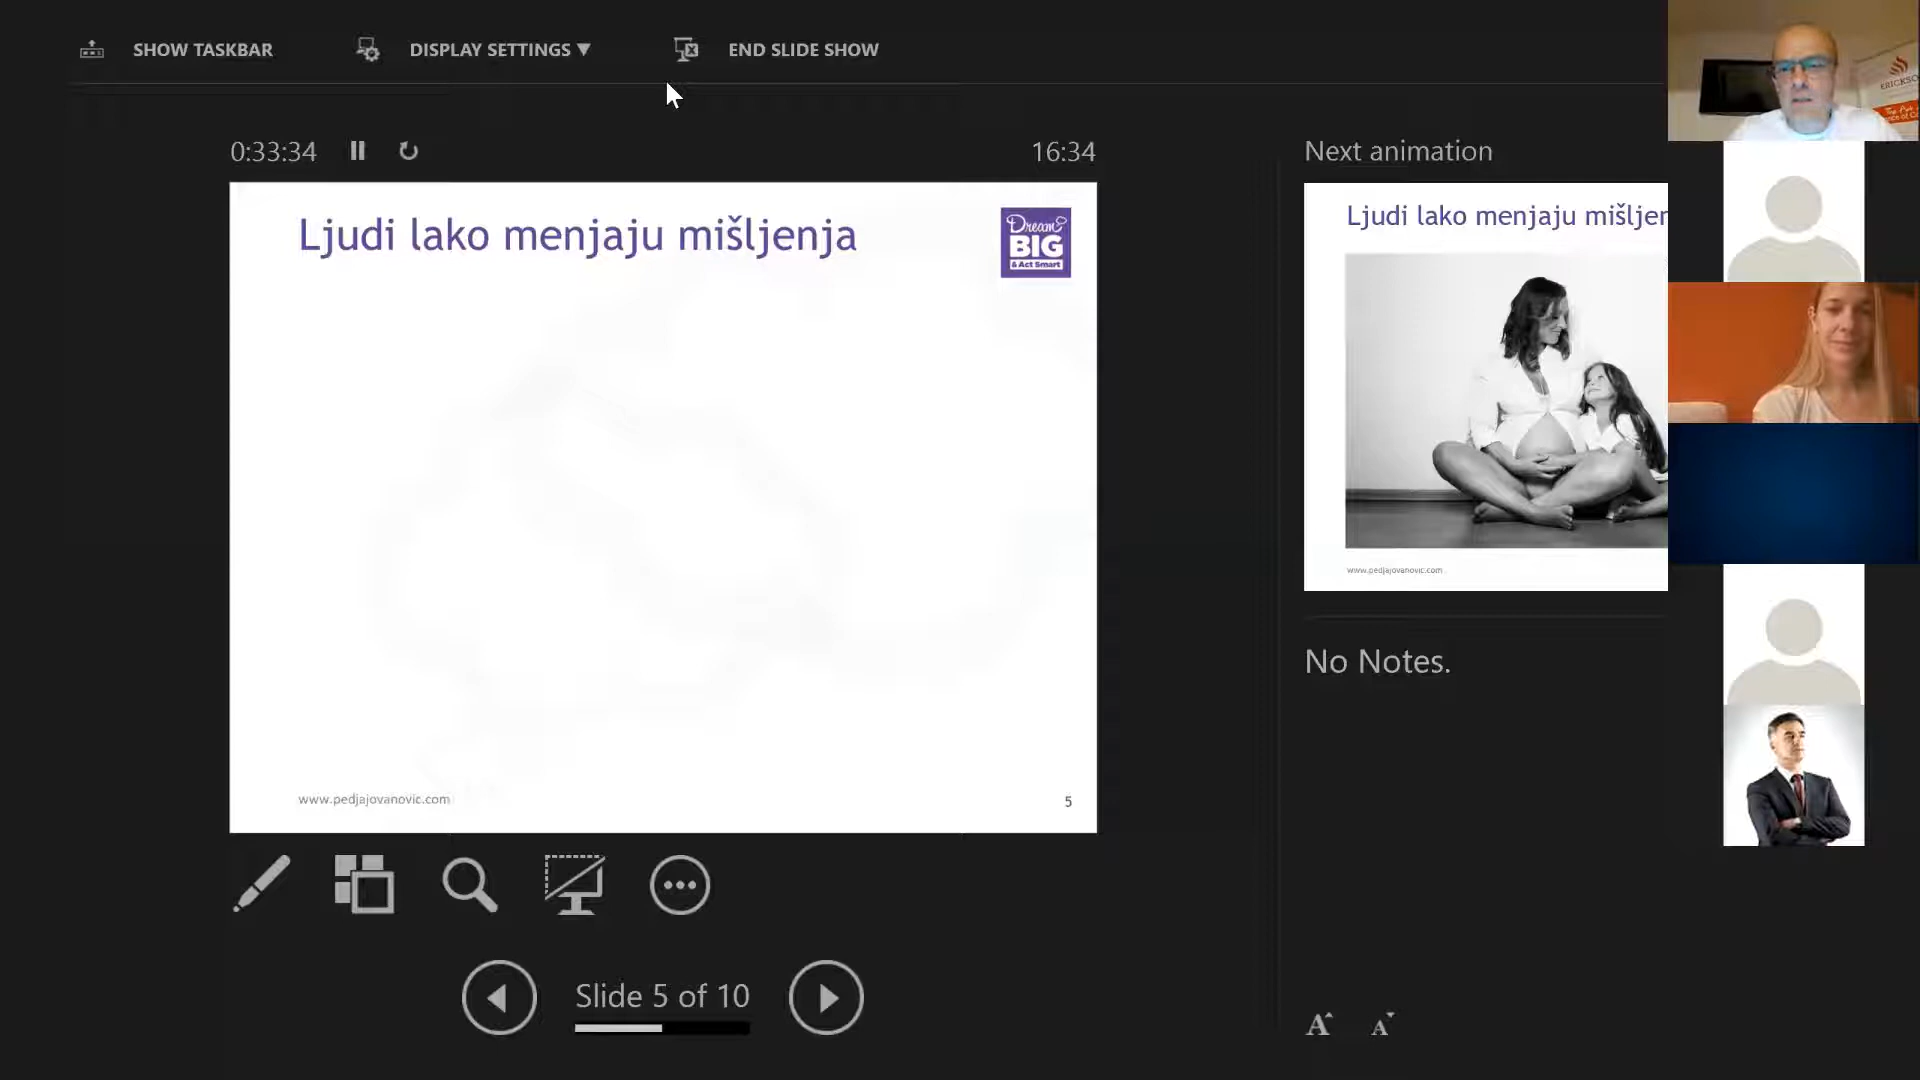 SHOW TASKBAR
DISPLAY SETTINGS ▼
END SLIDE SHOW
ERICKSO
0:33:34
16:34
Next animation
Ljudi lako menjaju mišljenja
Dream
BIG
& Act Smart
www.pedjajovanovic.com
5
Ljudi lako menjaju mišljer
www.pedjajovanovic.com
No Notes.
Slide 5 of 10
A
A